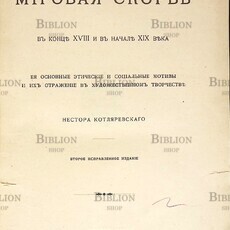 МІРОВАЯ СКОРБЬ
ВЪ КОНЦѢ XVIII И ВЪ НАЧАЛѢ XIX ВѢКА
ЕЯ ОСНОВНЫЕ ЭТИЧЕСКІЕ И СОЦІАЛЬНЫЕ МОТИВЫ
И ИХЪ ОТРАЖЕНІЕ ВЪ ХУДОЖЕСТВЕННОМЪ ТВОРЧЕСТВѢ
НЕСТОРА КОТЛЯРЕВСКАГО
ВТОРОЕ ИСПРАВЛЕННОЕ ИЗДАНІЕ
BIBLION